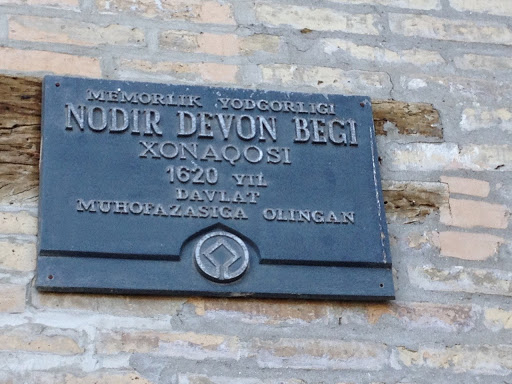 MEMORLIK YODGORLIGI
NODIR DEVON BEGI
XONAQOSI
1620 YIL
DAVLAT
MUHOFAZASIGA OLINGAN